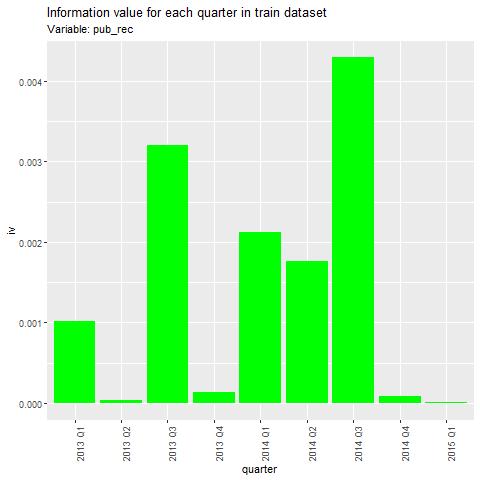 Information value for each quarter in train dataset
Variable: pub_rec
iv
0.004
0.003
0.002
0.001
0.000
2013 Q1
2013 Q2
2013 Q3
2013 Q4
2014 Q1
2014 Q2
2014 Q3
2014 Q4
2015 Q1
quarter